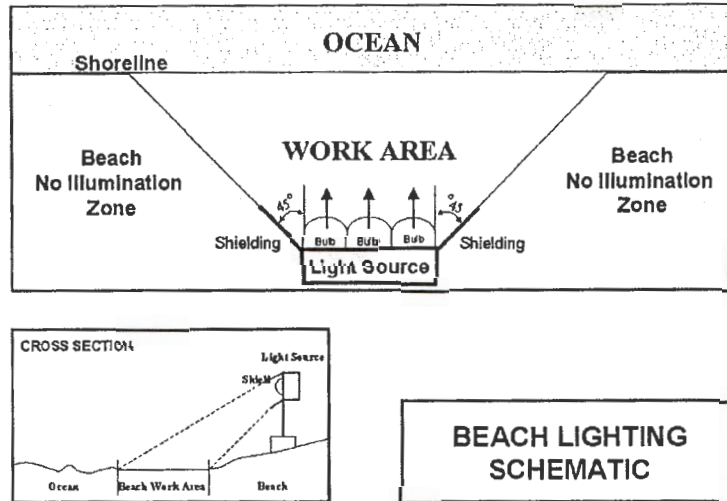 OCEAN
Shoreline
WORK AREA
Beach
No Illumination
Zone
Beach
No Illumination
Zone
45°
°45
Shielding
Bulb
Bulb
Bulb
Shielding
Light Source
CROSS SECTION
Light Source
Shield
Ocean
Beach Work Area
Beach
BEACH LIGHTING
SCHEMATIC